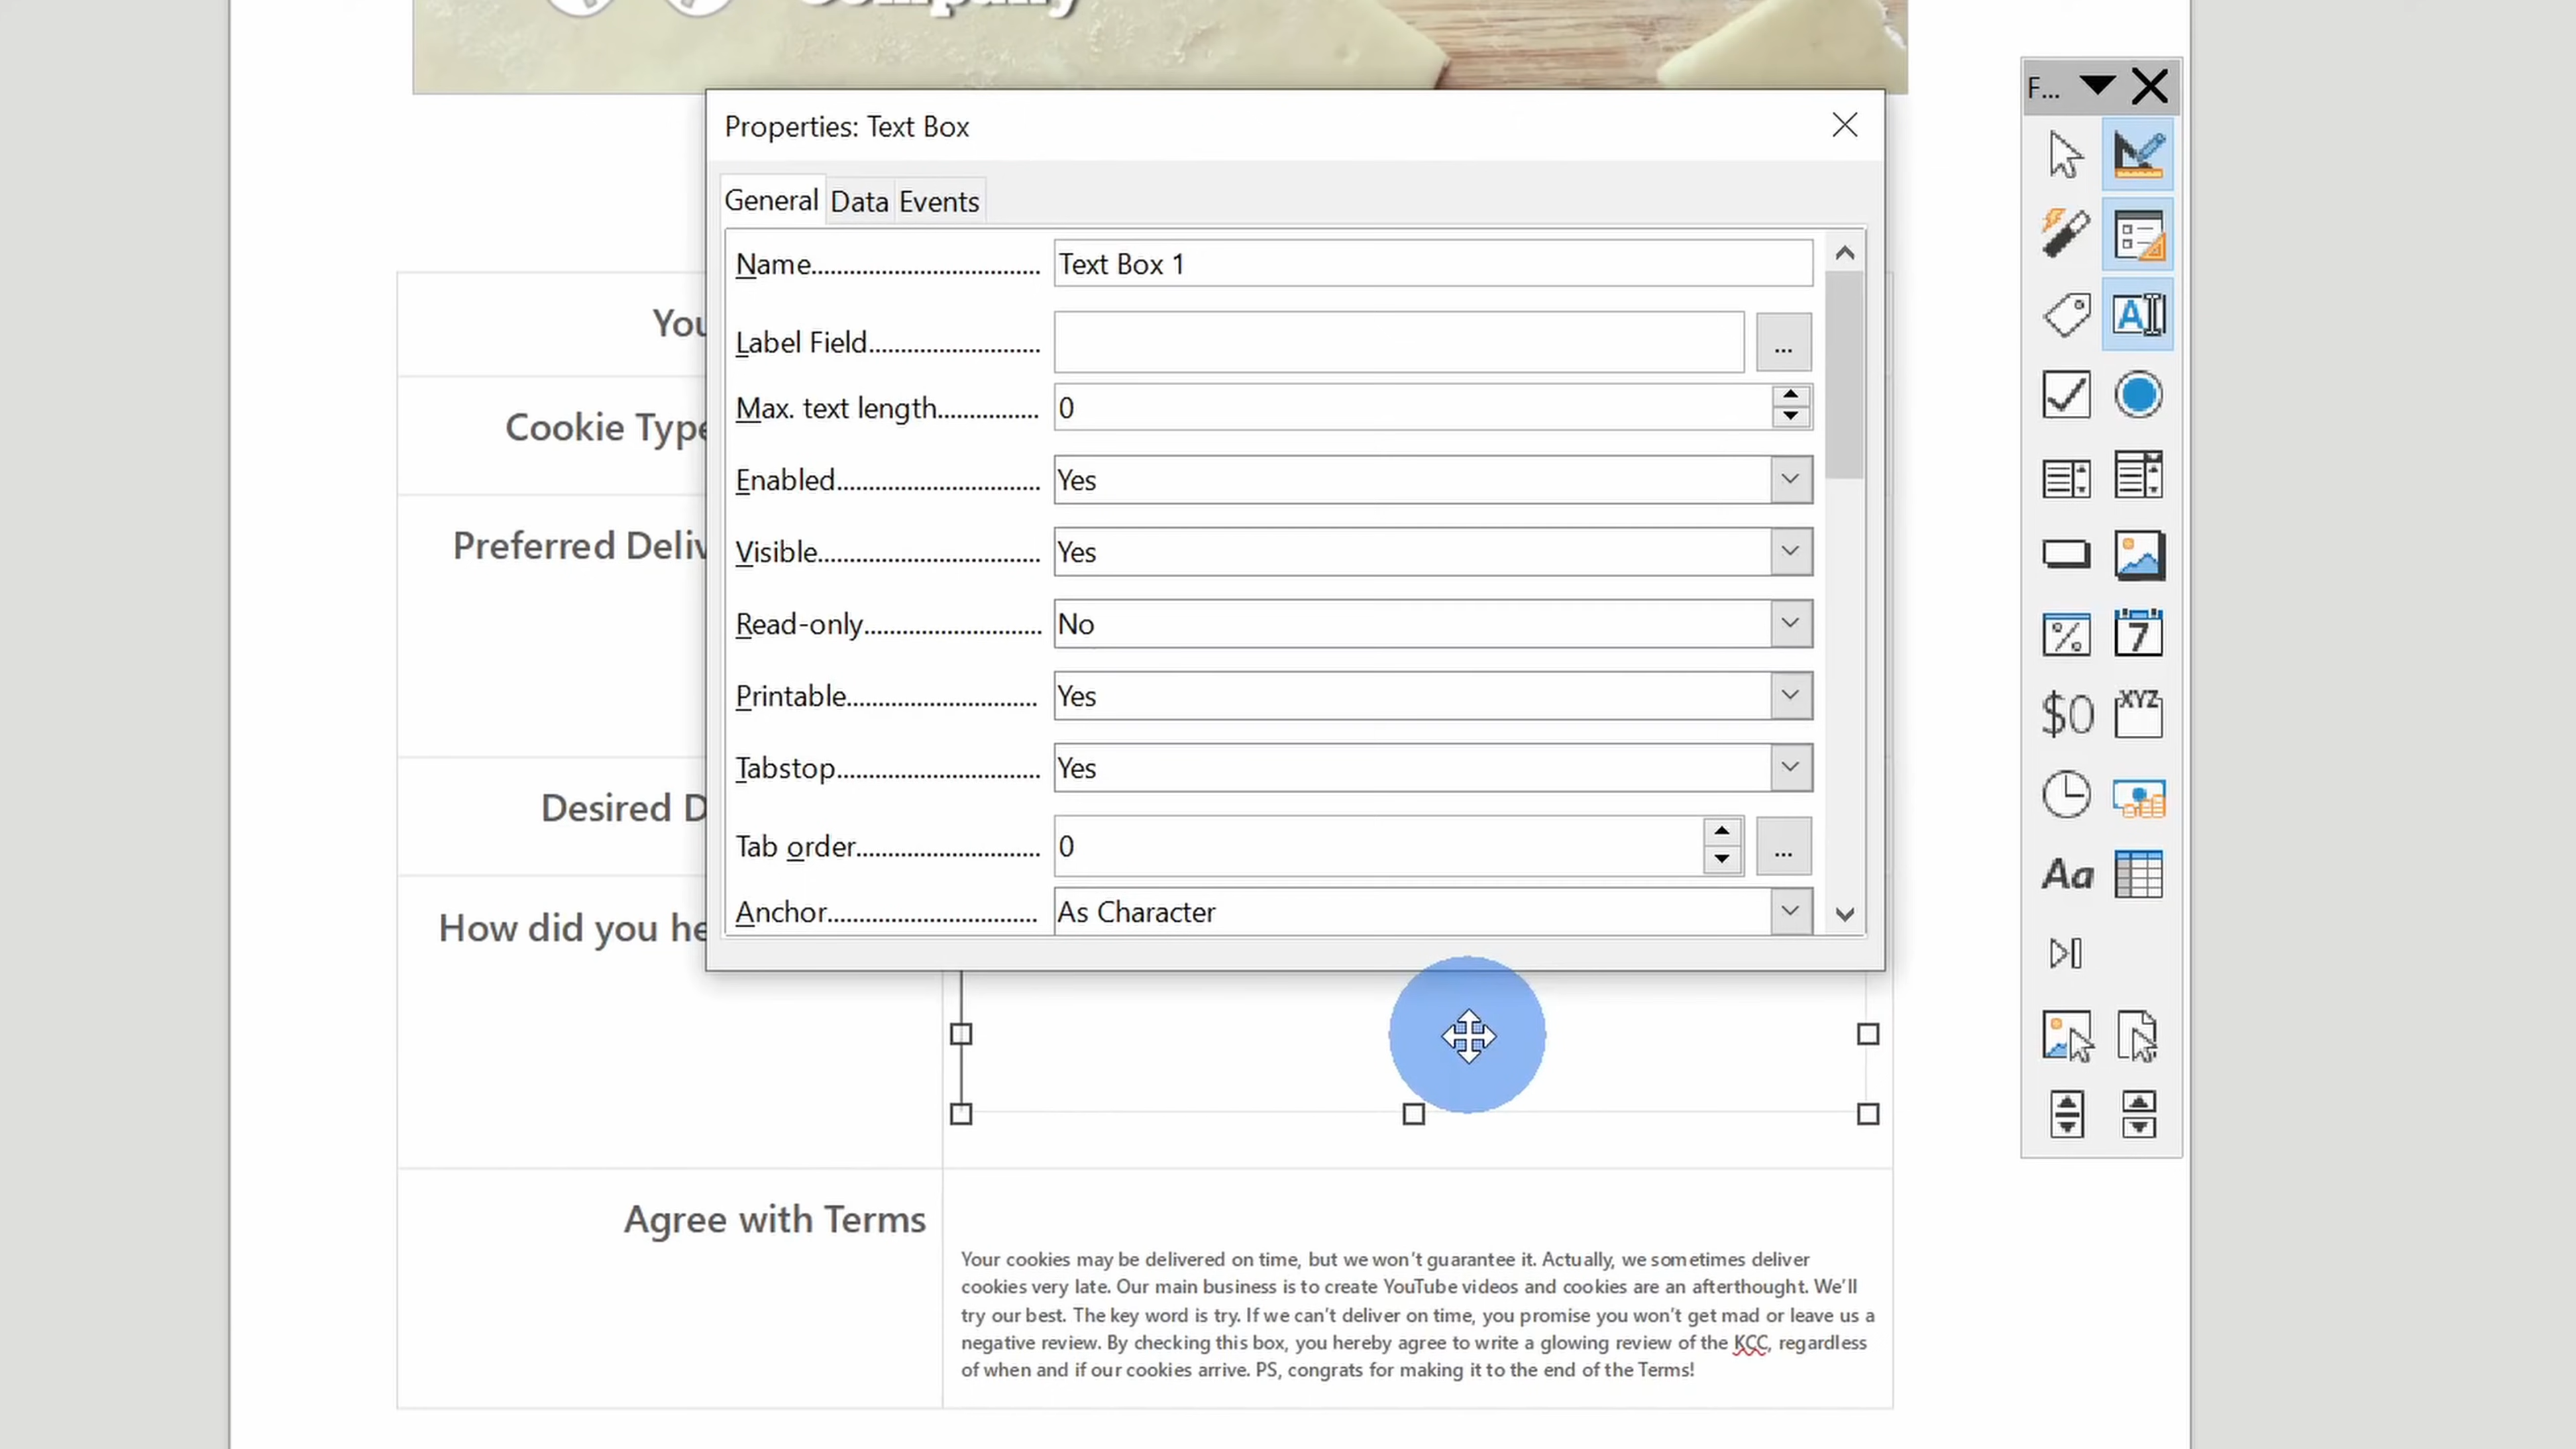 Company
F...
Properties: Text Box
General Data Events
Name
Text Box 1
Label Field
...
Max. text length
0
Enabled
Yes
Visible
Yes
Read-only
No
Printable
Yes
Tabstop
Yes
Tab order
0
...
Anchor
As Character
You
Cookie Type
Preferred Deliv
Desired D
How did you he
Agree with Terms
Your cookies may be delivered on time, but we won't guarantee it. Actually, we sometimes deliver
cookies very late. Our main business is to create YouTube videos and cookies are an afterthought. We'll
try our best. The key word is try. If we can't deliver on time, you promise you won't get mad or leave us a
negative review. By checking this box, you hereby agree to write a glowing review of the KCC, regardless
of when and if our cookies arrive. PS, congrats for making it to the end of the Terms!
A
%
7
$0
XYZ
Aa